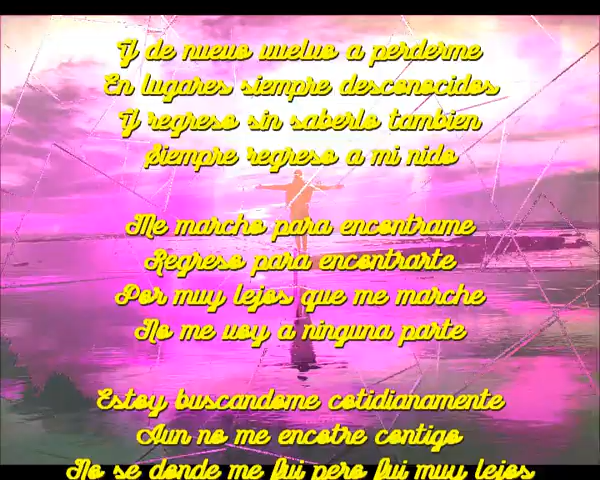 Y de nuevo vuelvo a perderme
En lugares siempre desconocidos
Y regreso sin saberlo tambien
Siempre regreso a mi nido
Me marcho para encontrame
Regreso para encontrarte
Por muy lejos que me marche
No me voy a ninguna parte
Estoy buscandome cotidianamente
Aun no me encotre contigo
No se donde me fui pero fui muy lejos